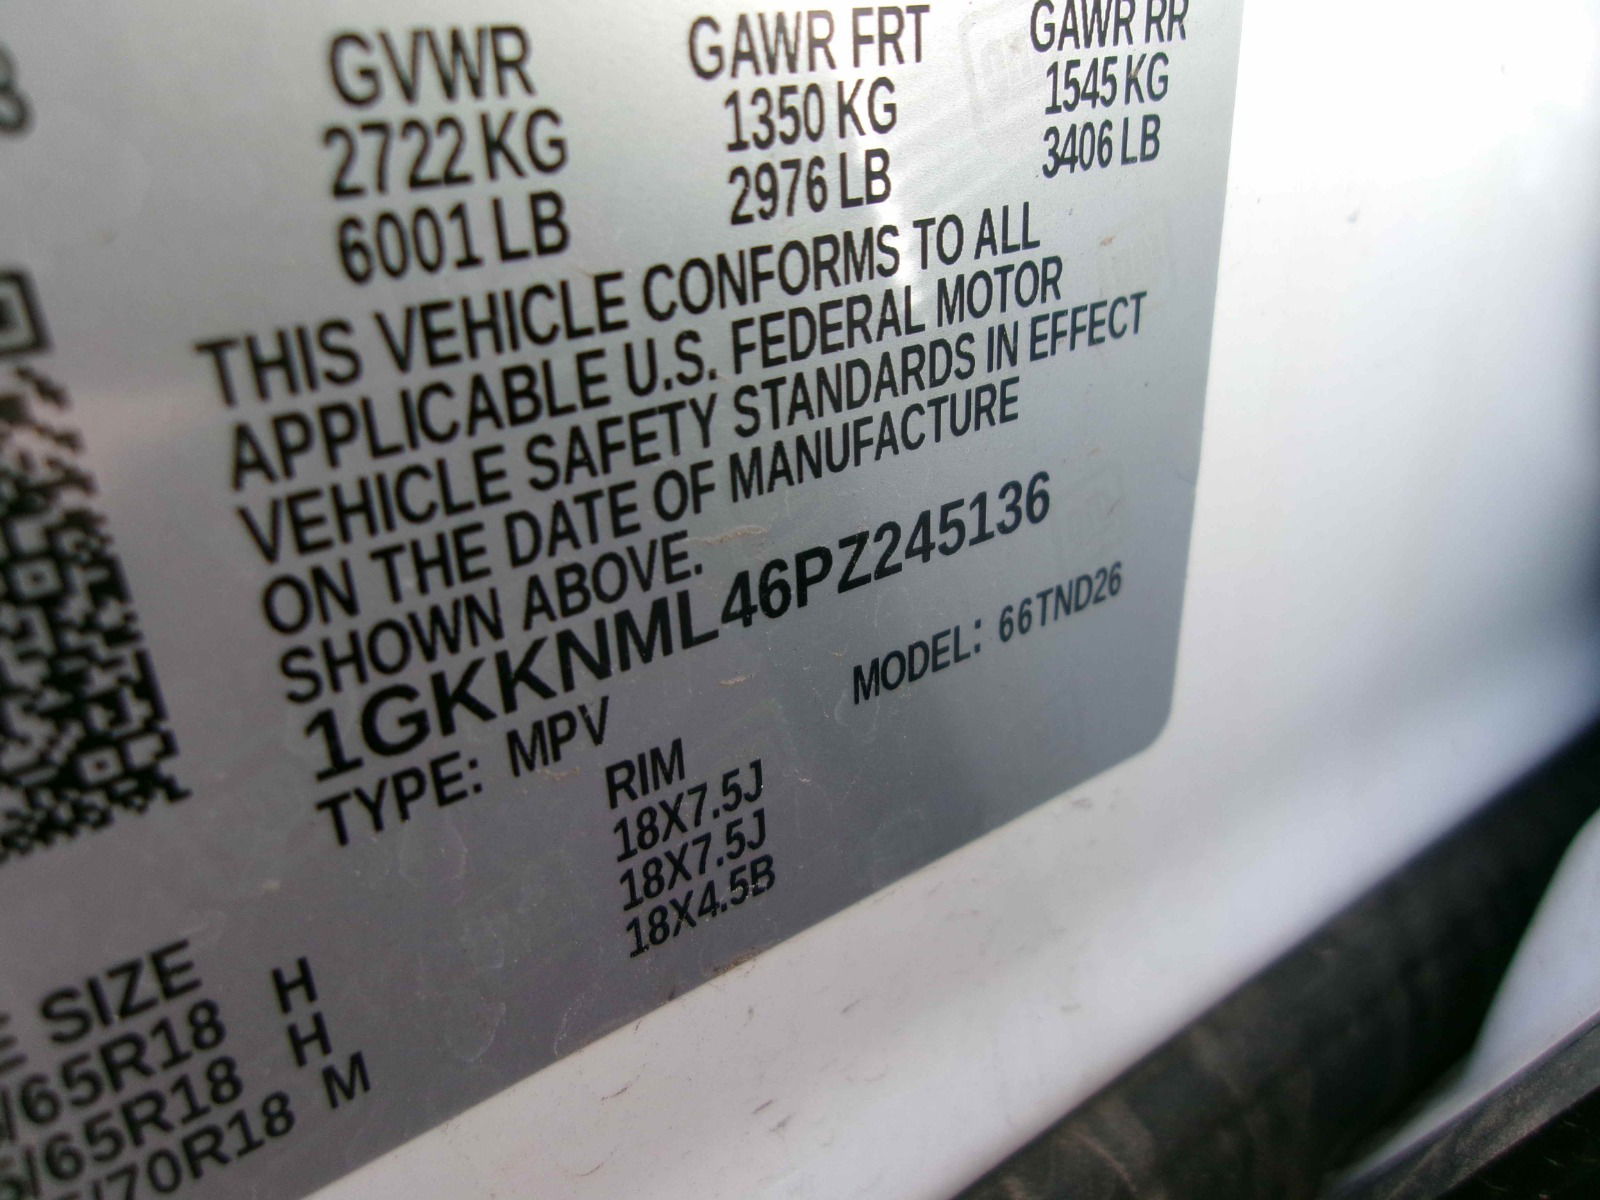 GVWR GAWR FRT GAWR RR
2722 KG 1350 KG 1545 KG
6001 LB 2976 LB 3406 LB
THIS VEHICLE CONFORMS TO ALL
APPLICABLE U.S. FEDERAL MOTOR
VEHICLE SAFETY STANDARDS IN EFFECT
ON THE DATE OF MANUFACTURE
SHOWN ABOVE.
1GKKNML46PZ245136
TYPE: MPV MODEL: 66TND26
RIM
18X7.5J
18X7.5J
18X4.5B
SIZE
/65R18 H
/65R18 H
/70R18 M